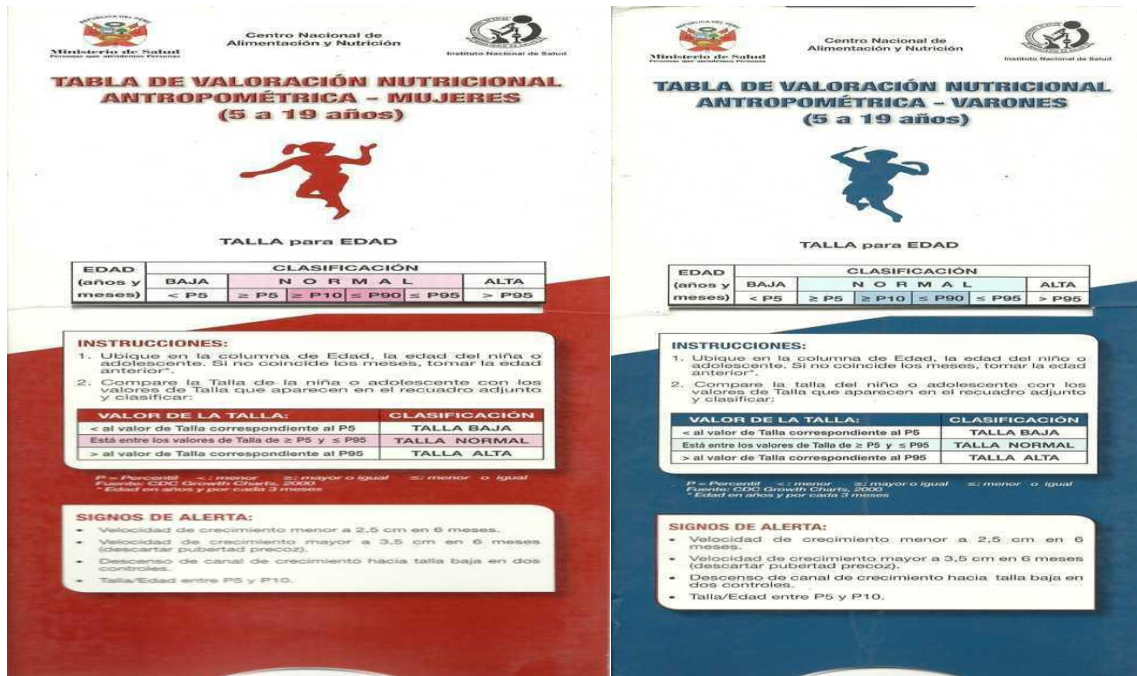 REPUBLICA DEL PERU
Ministerio de Salud
Personas que atendemos Personas
Centro Nacional de
Alimentación y Nutrición
Instituto Nacional de Salud
TABLA DE VALORACIÓN NUTRICIONAL
ANTROPOMÉTRICA - MUJERES
(5 a 19 años)
TALLA para EDAD
EDAD
(años y
meses)
CLASIFICACIÓN
BAJA
N O R M A L
ALTA
< P5
≥ P5
≥ P10
≤ P90
≤ P95
> P95
INSTRUCCIONES:
1. Ubique en la columna de Edad, la edad del niña o
adolescente. Si no coincide los meses, tomar la edad
anterior*.
2. Compare la Talla de la niña o adolescente con los
valores de Talla que aparecen en el recuadro adjunto
y clasificar:
VALOR DE LA TALLA: CLASIFICACIÓN
< al valor de Talla correspondiente al P5 TALLA BAJA
Está entre los valores de Talla de ≥ P5 y ≤ P95 TALLA NORMAL
> al valor de Talla correspondiente al P95 TALLA ALTA
P = Percentil < : menor ≥: mayor o igual ≤: menor o igual
Fuente: CDC Growth Charts, 2000
* Edad en años y por cada 3 meses
SIGNOS DE ALERTA:
• Velocidad de crecimiento menor a 2,5 cm en 6 meses.
• Velocidad de crecimiento mayor a 3,5 cm en 6 meses
(descartar pubertad precoz).
• Descenso de canal de crecimiento hacia talla baja en dos
controles.
• Talla/Edad entre P5 y P10.
Ministerio de Salud
Personas que atendemos Personas
Centro Nacional de
Alimentación y Nutrición
Instituto Nacional de Salud
TABLA DE VALORACIÓN NUTRICIONAL
ANTROPOMÉTRICA - VARONES
(5 a 19 años)
TALLA para EDAD
EDAD
(años y
meses)
CLASIFICACIÓN
BAJA
N O R M A L
ALTA
< P5
≥ P5
≥ P10
≤ P90
≤ P95
> P95
INSTRUCCIONES:
1. Ubique en la columna de Edad, la edad del niño o
adolescente. Si no coincide los meses, tomar la edad
anterior*.
2. Compare la talla del niño o adolescente con los
valores de Talla que aparecen en el recuadro adjunto
y clasificar:
VALOR DE LA TALLA: CLASIFICACIÓN
< al valor de Talla correspondiente al P5 TALLA BAJA
Está entre los valores de Talla de ≥ P5 y ≤ P95 TALLA NORMAL
> al valor de Talla correspondiente al P95 TALLA ALTA
P = Percentil < : menor ≥: mayor o igual ≤: menor o igual
Fuente: CDC Growth Charts, 2000
* Edad en años y por cada 3 meses
SIGNOS DE ALERTA:
• Velocidad de crecimiento menor a 2,5 cm en 6
meses.
• Velocidad de crecimiento mayor a 3,5 cm en 6 meses
(descartar pubertad precoz).
• Descenso de canal de crecimiento hacia talla baja en
dos controles.
• Talla/Edad entre P5 y P10.